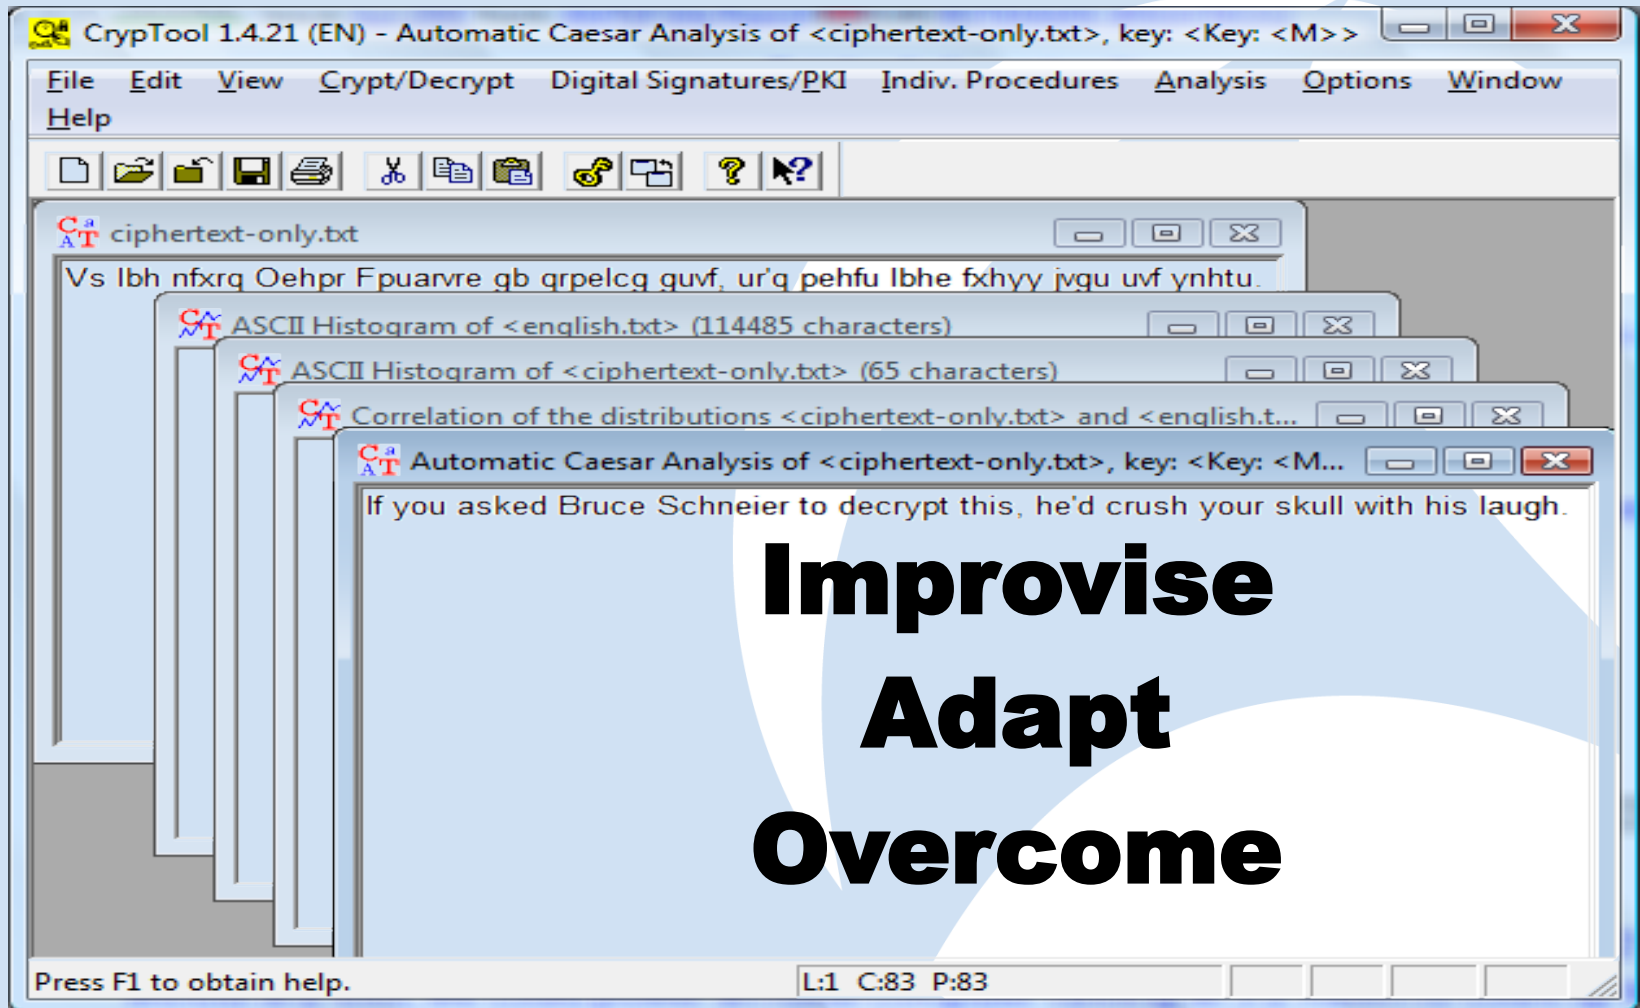 CrypTool 1.4.21 (EN) - Automatic Caesar Analysis of <ciphertext-only.txt>, key: <Key: <M>>
File Edit View Crypt/Decrypt Digital Signatures/PKI Indiv. Procedures Analysis Options Window
Help
ciphertext-only.txt
Vs lbh nfxrq Oehpr Fpuarvre gb qrpelcg guvf, ur'q pehfu lbhe fxhyy jvgu uvf ynhtu.
ASCII Histogram of <english.txt> (114485 characters)
ASCII Histogram of <ciphertext-only.txt> (65 characters)
Correlation of the distributions <ciphertext-only.txt> and <english.t...
Automatic Caesar Analysis of <ciphertext-only.txt>, key: <Key: <M...
If you asked Bruce Schneier to decrypt this, he'd crush your skull with his laugh.
Improvise
Adapt
Overcome
Press F1 to obtain help. L:1 C:83 P:83